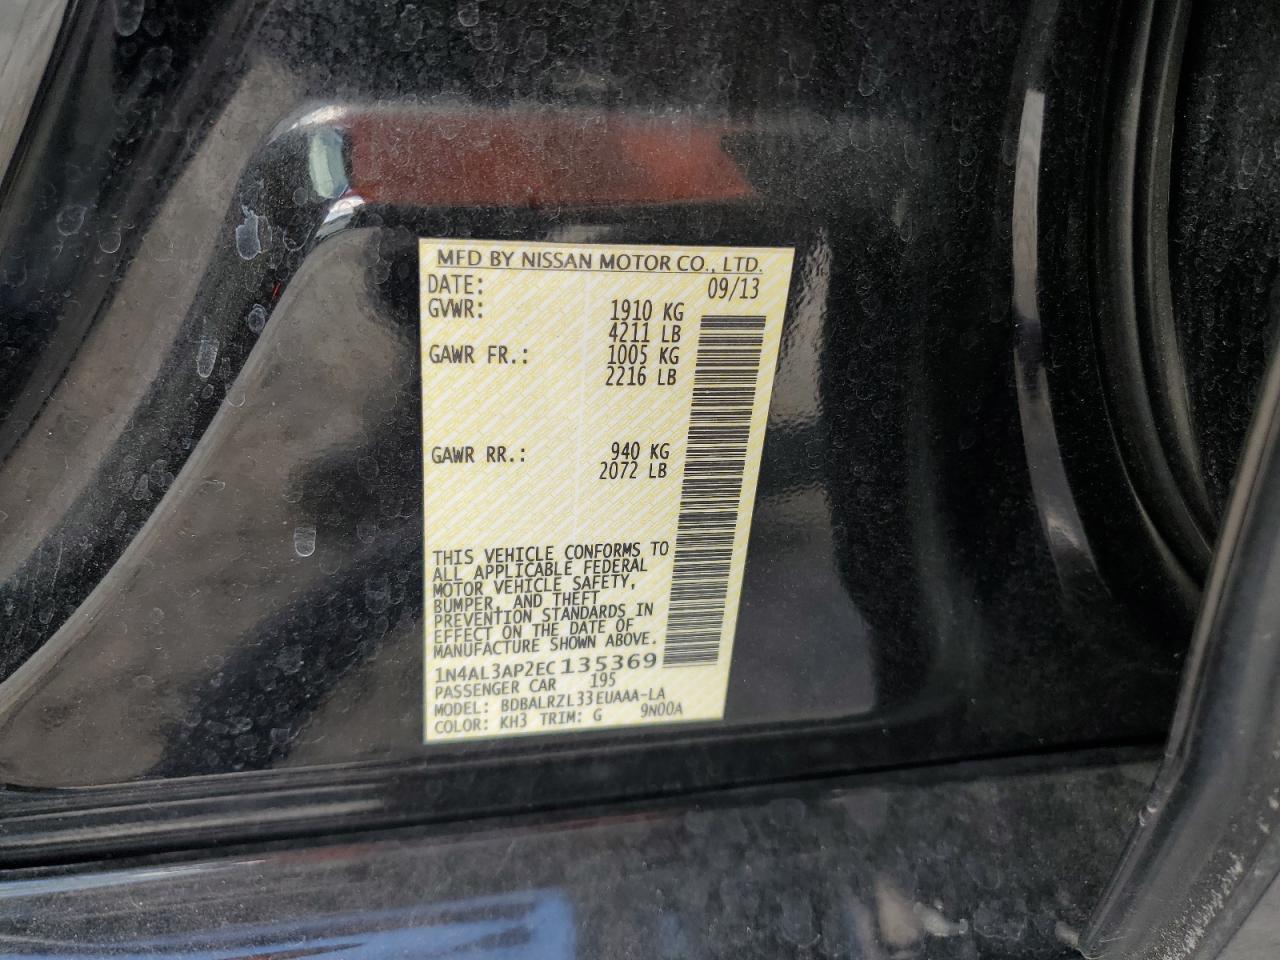 MFD BY NISSAN MOTOR CO., LTD.
DATE: 09/13
GVWR: 1910 KG
4211 LB
GAWR FR.: 1005 KG
2216 LB
GAWR RR.: 940 KG
2072 LB
THIS VEHICLE CONFORMS TO
ALL APPLICABLE FEDERAL
MOTOR VEHICLE SAFETY,
BUMPER, AND THEFT
PREVENTION STANDARDS IN
EFFECT ON THE DATE OF
MANUFACTURE SHOWN ABOVE.
1N4AL3AP2EC135369
PASSENGER CAR 195
MODEL: BDBALRZL33EUAAA-LA
COLOR: KH3 TRIM: G 9N00A